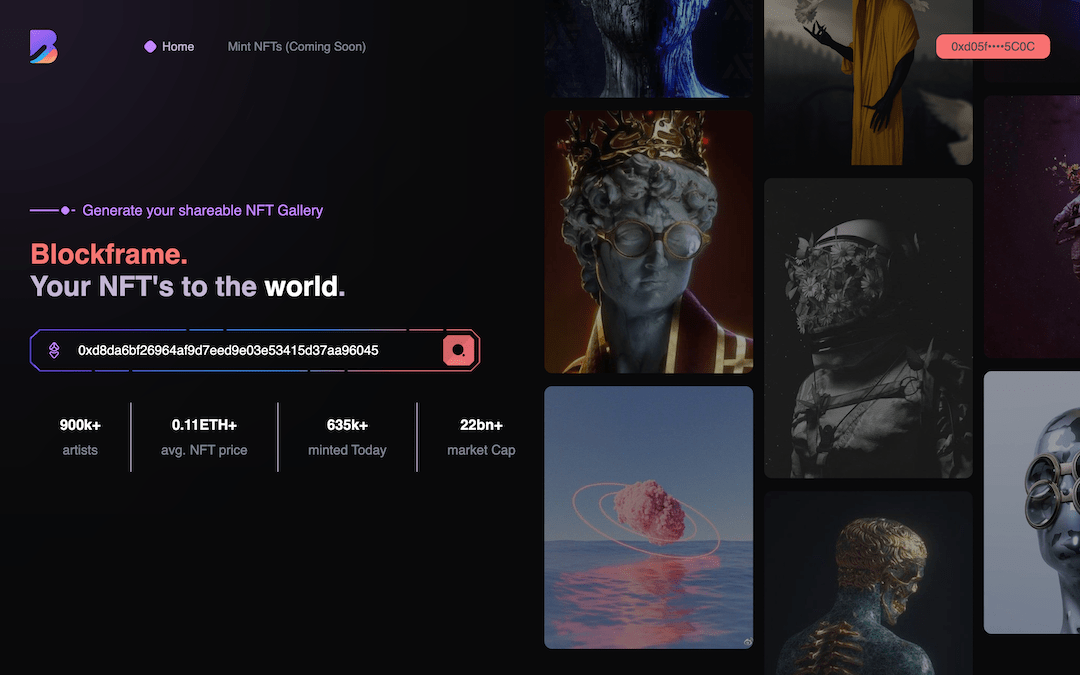 Home
Mint NFTs (Coming Soon)
0xd05f••••5C0C
Generate your shareable NFT Gallery
Blockframe.
Your NFT's to the world.
0xd8da6bf26964af9d7eed9e03e53415d37aa96045
900k+
artists
0.11ETH+
avg. NFT price
635k+
minted Today
22bn+
market Cap